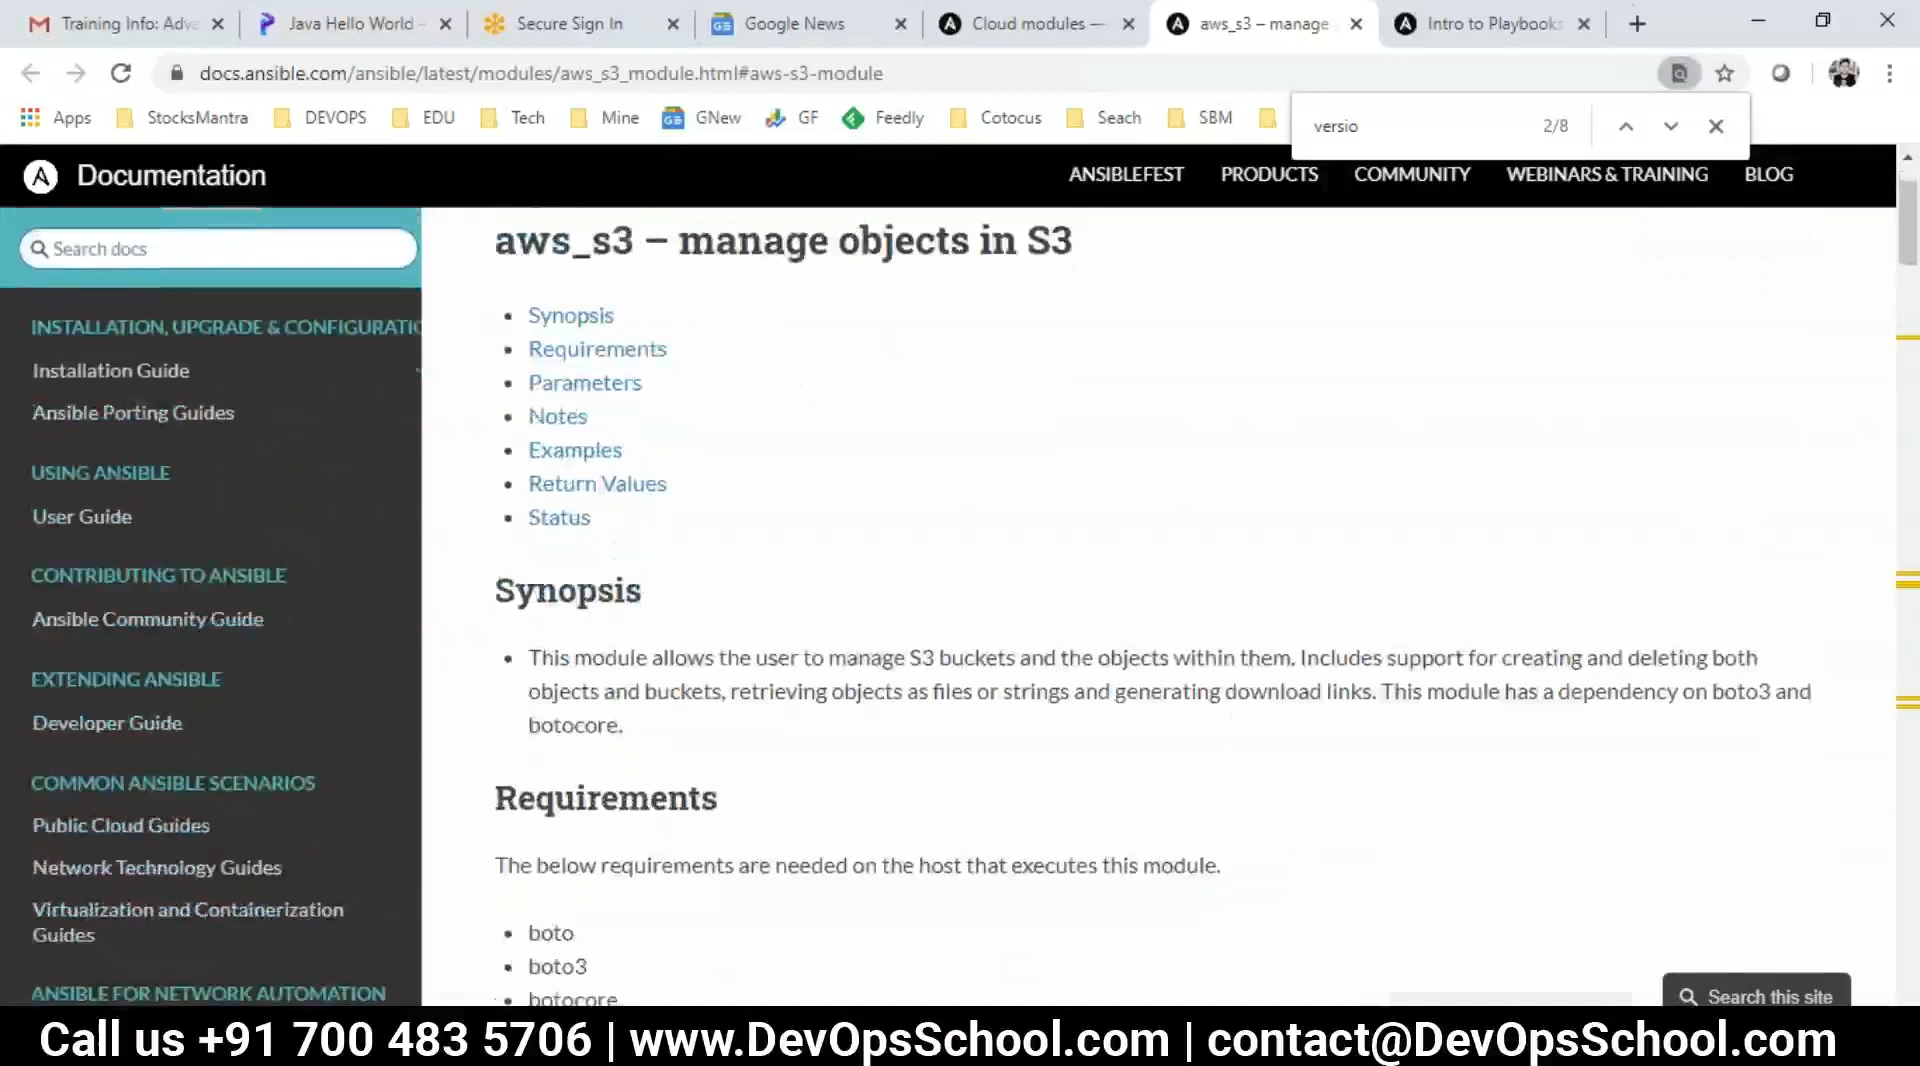 Training Info: Adva
Java Hello World -
Secure Sign In
Google News
Cloud modules —
aws_s3 – manage
Intro to Playbooks
docs.ansible.com/ansible/latest/modules/aws_s3_module.html#aws-s3-module
Apps
StocksMantra
DEVOPS
EDU
Tech
Mine
GNew
GF
Feedly
Cotocus
Seach
SBM
versio
2/8
Documentation
ANSIBLEFEST
PRODUCTS
COMMUNITY
WEBINARS & TRAINING
BLOG
Search docs
INSTALLATION, UPGRADE & CONFIGURATIO
Installation Guide
Ansible Porting Guides
USING ANSIBLE
User Guide
CONTRIBUTING TO ANSIBLE
Ansible Community Guide
EXTENDING ANSIBLE
Developer Guide
COMMON ANSIBLE SCENARIOS
Public Cloud Guides
Network Technology Guides
Virtualization and Containerization
Guides
ANSIBLE FOR NETWORK AUTOMATION
aws_s3 – manage objects in S3
• Synopsis
• Requirements
• Parameters
• Notes
• Examples
• Return Values
• Status
Synopsis
• This module allows the user to manage S3 buckets and the objects within them. Includes support for creating and deleting both
objects and buckets, retrieving objects as files or strings and generating download links. This module has a dependency on boto3 and
botocore.
Requirements
The below requirements are needed on the host that executes this module.
• boto
• boto3
• botocore
Search this site
Call us +91 700 483 5706 | www.DevOpsSchool.com | contact@DevOpsSchool.com